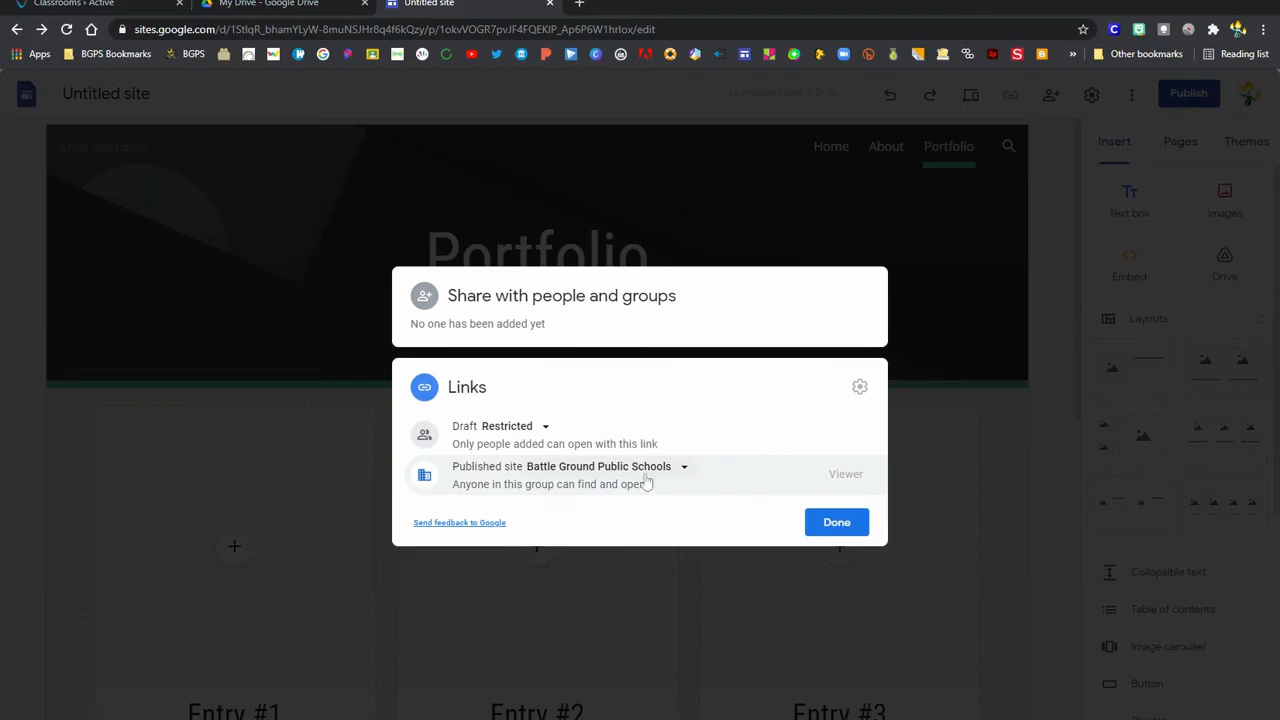 Classrooms › Active
My Drive - Google Drive
Untitled site
sites.google.com/d/1StlqR_bhamYLyW-8muNSJHr8q4f6kQzy/p/1okvVOGR7pvJF4FQEKlP_Ap6P6W1hrlox/edit
Apps
BGPS Bookmarks
BGPS
Other bookmarks
Reading list
Untitled site
Publish
Enter site name
Home
About
Portfolio
Insert
Pages
Themes
Portfolio
Text box
Images
Embed
Drive
Layouts
Share with people and groups
No one has been added yet
Links
Draft Restricted
Only people added can open with this link
Published site Battle Ground Public Schools
Anyone in this group can find and open
Viewer
Send feedback to Google
Done
Collapsible text
Table of contents
Image carousel
Button
Entry #1
Entry #2
Entry #3